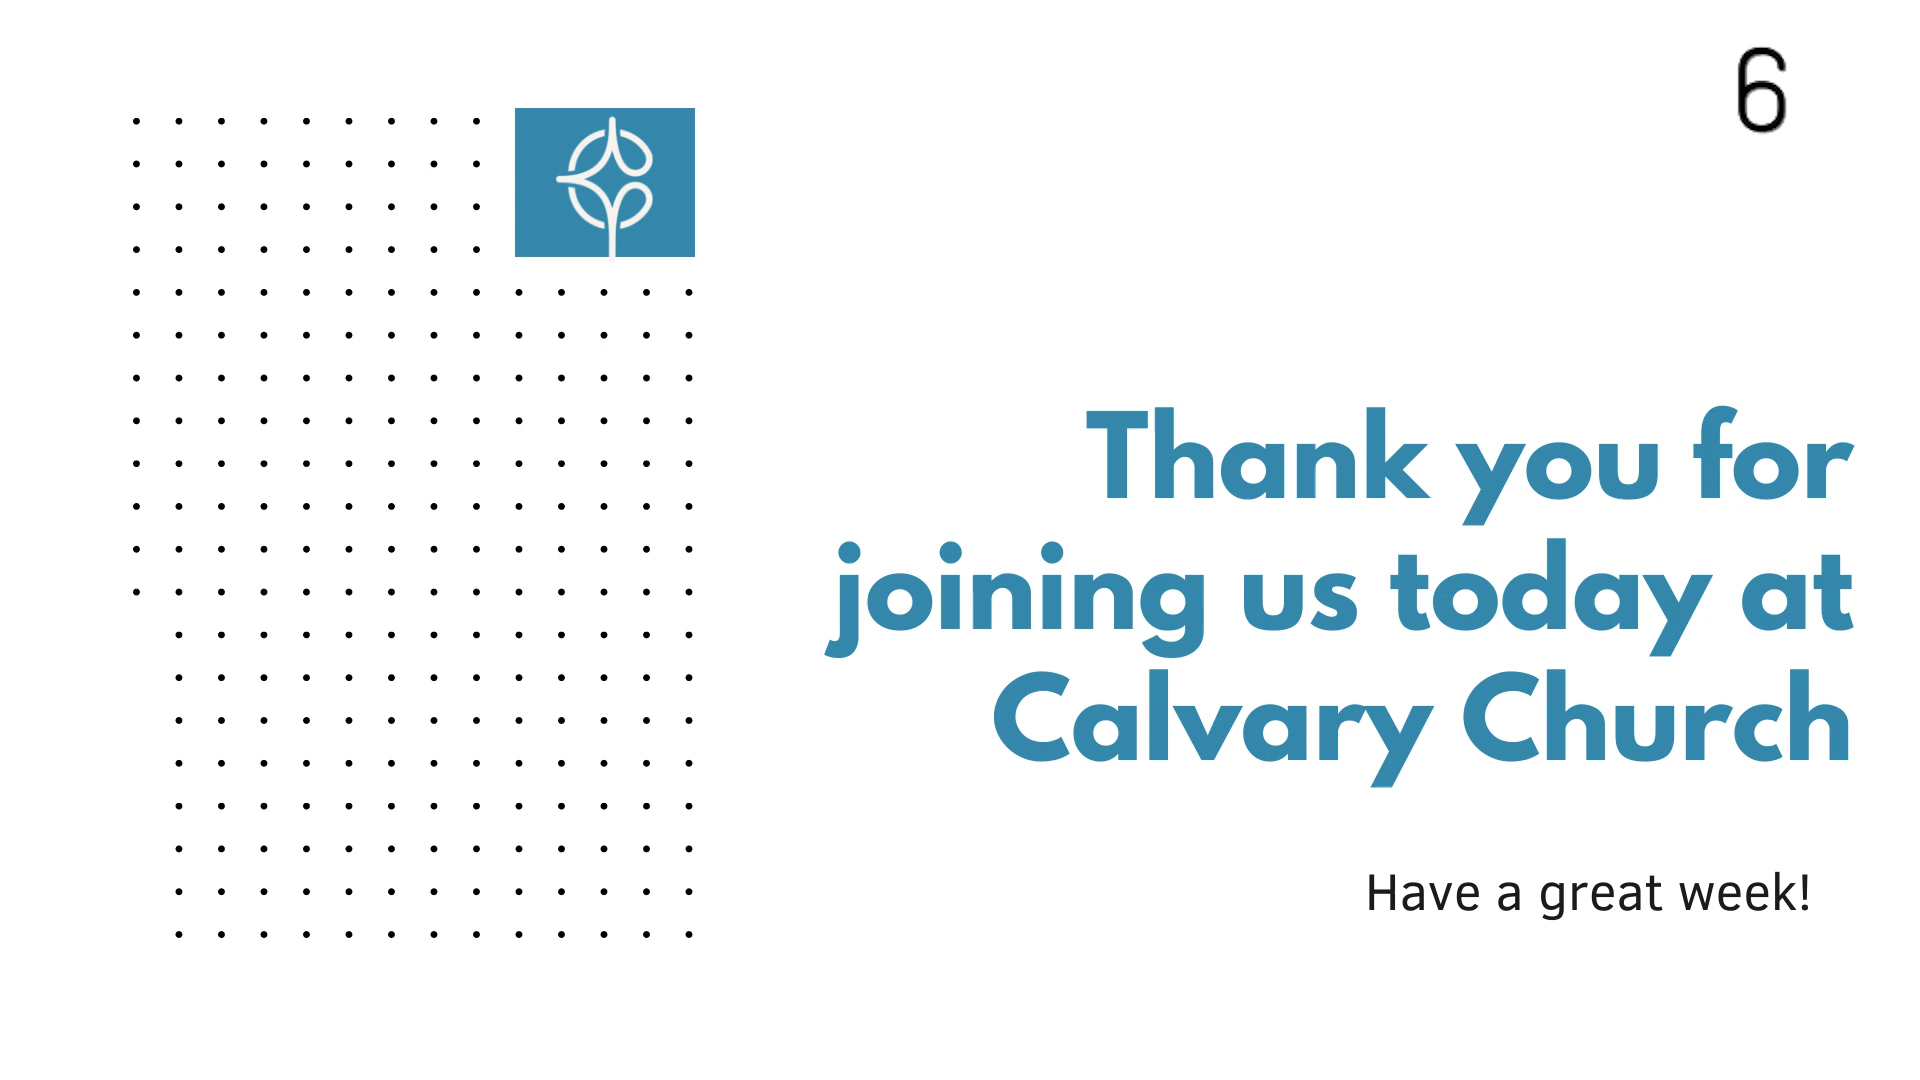 6
Thank you for
joining us today at
Calvary Church
Have a great week!